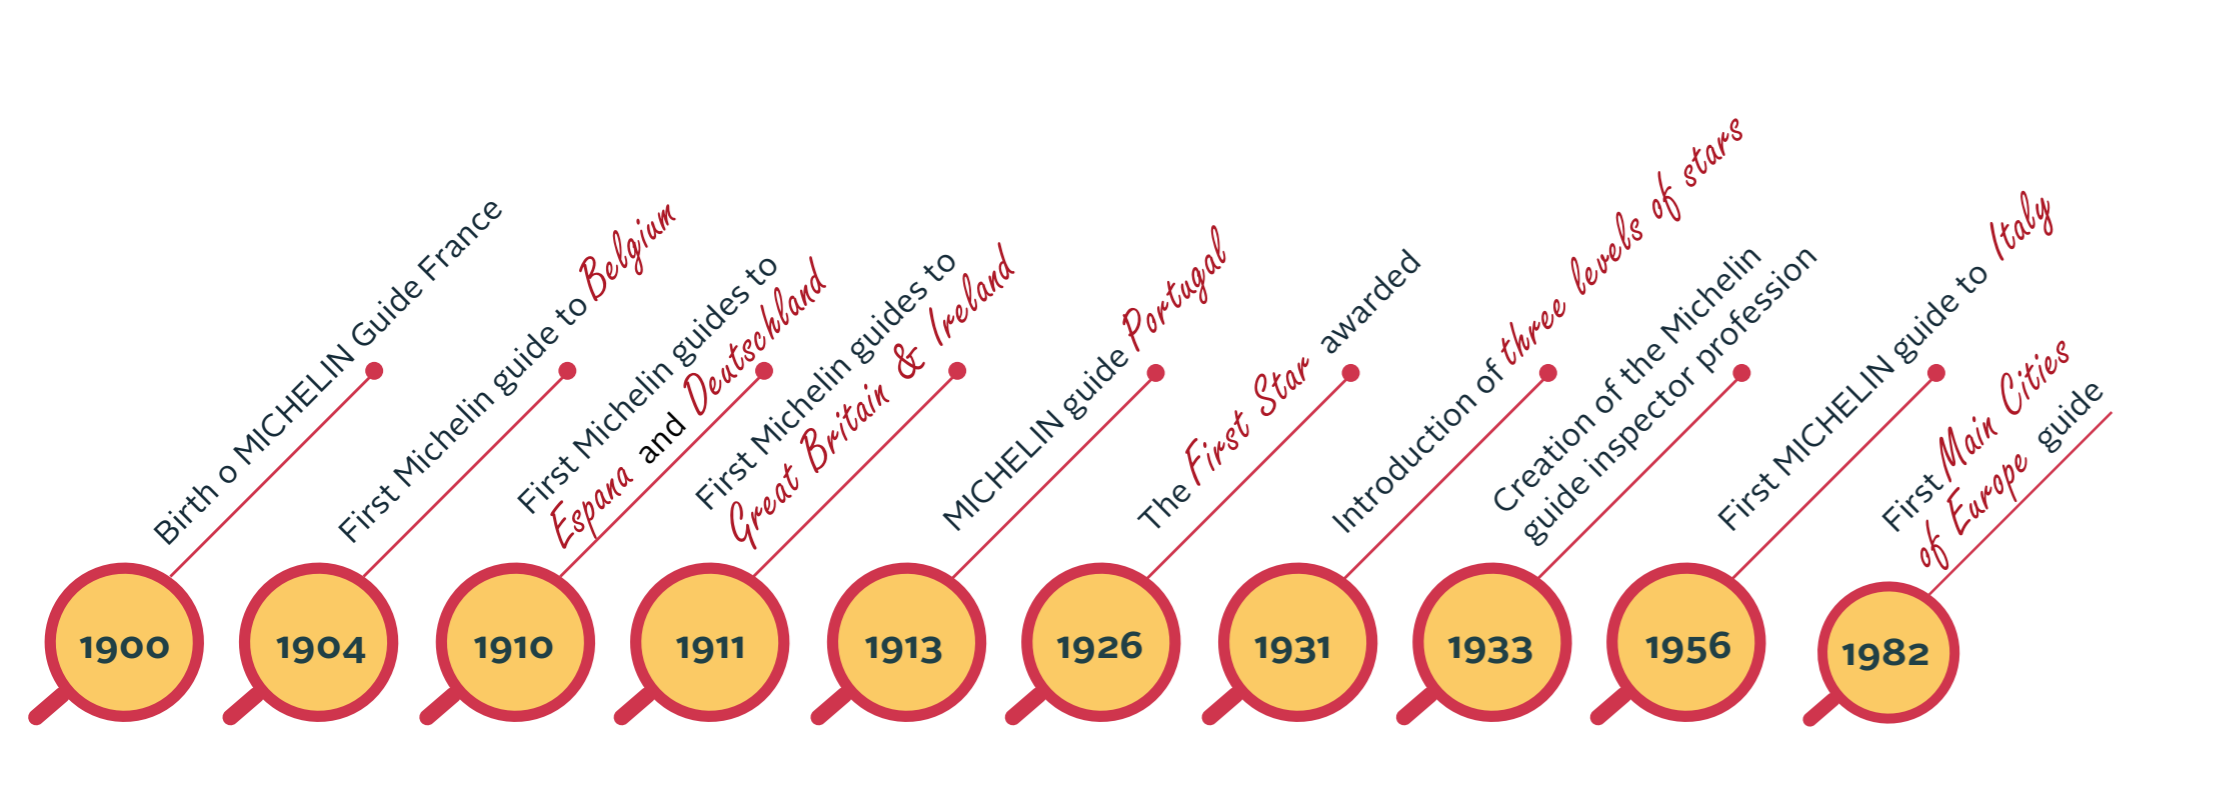 Birth o MICHELIN Guide France
1900
First Michelin guide to Belgium
1904
First Michelin guides to
Espana and Deutschland
1910
First Michelin guides to
Great Britain & Ireland
1911
MICHELIN guide Portugal
1913
The First Star awarded
1926
Introduction of three levels of stars
1931
Creation of the Michelin
guide inspector profession
1933
First MICHELIN guide to Italy
1956
First Main Cities
of Europe guide
1982